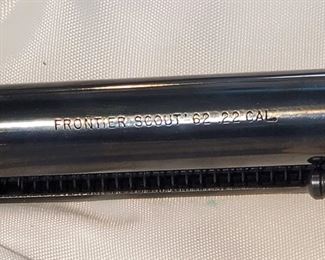 FRONTIER SCOUT '62 .22 CAL.